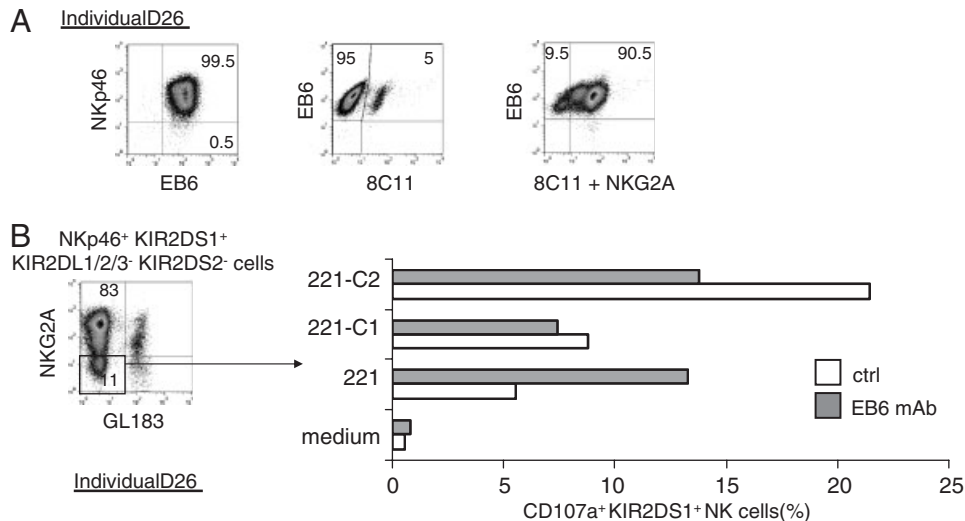 A
IndividualD26
NKp46
99.5
0.5
EB6
EB6
95
5
8C11
EB6
9.5
90.5
8C11 + NKG2A
B
NKp46⁺ KIR2DS1⁺
KIR2DL1/2/3⁻ KIR2DS2⁻ cells
NKG2A
83
11
GL183
IndividualD26
221-C2
221-C1
221
medium
ctrl
EB6 mAb
0 5 10 15 20 25
CD107a⁺ KIR2DS1⁺ NK cells(%)